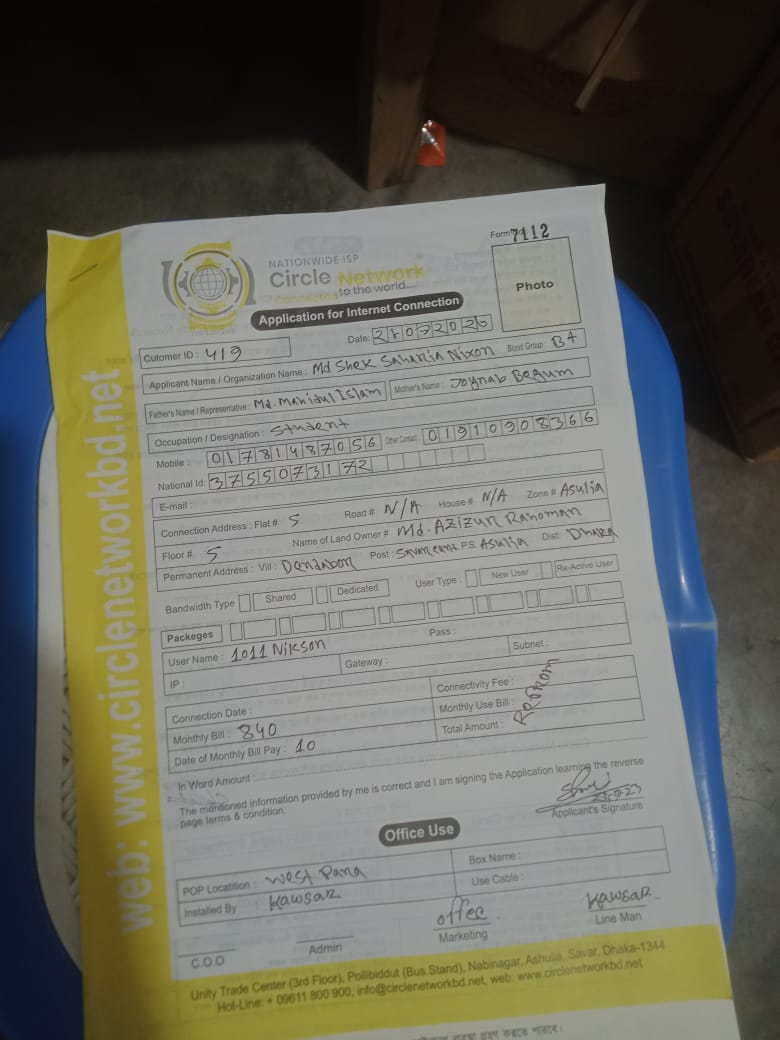 Form 7112
NATIONWIDE ISP
Circle Network
Connected to the world....
Application for Internet Connection
Photo
Date: 21072026
Cutomer ID : 419
Applicant Name / Organization Name : Md Shek Saharia Nixon Blood Group B+
Father's Name / Representative : Md. Mahidul Islam Mother's Name : Joynab Begum
Occupation / Designation : Student
Mobile : 01781487056 Other Contact : 01910908366
National Id: 3755073172
E-mail :
Connection Address : Flat # 5 Road # N/A House # N/A Zone # Asulia
Floor # 5 Name of Land Owner # Md. Azizur Rahoman
Permanent Address : Vill : Post : P.S: Asulia Dist: Dhaka
Bandwidth Type Shared Dedicated User Type : New User Re-Active User
Packeges
User Name : 1011 Nikson Pass :
IP : Gateway : Subnet :
Connection Date : Connectivity Fee :
Monthly Bill : 840 Monthly Use Bill :
Date of Monthly Bill Pay : 10 Total Amount :
In Word Amount :
The mentioned information provided by me is correct and I am signing the Application learning the reverse
page terms & condition.
Applicant's Signature
Office Use
POP Locatition : West Para Box Name :
Installed By Kawsar Use Cable :
offer Kawsar
C.O.O Admin Marketing Line Man
Unity Trade Center (3rd Floor), Pollibiddut (Bus Stand), Nabinagar, Ashulia, Savar, Dhaka-1344
Hot-Line: + 09611 800 900, info@circlenetworkbd.net, web: www.circlenetworkbd.net
web: www.circlenetworkbd.net